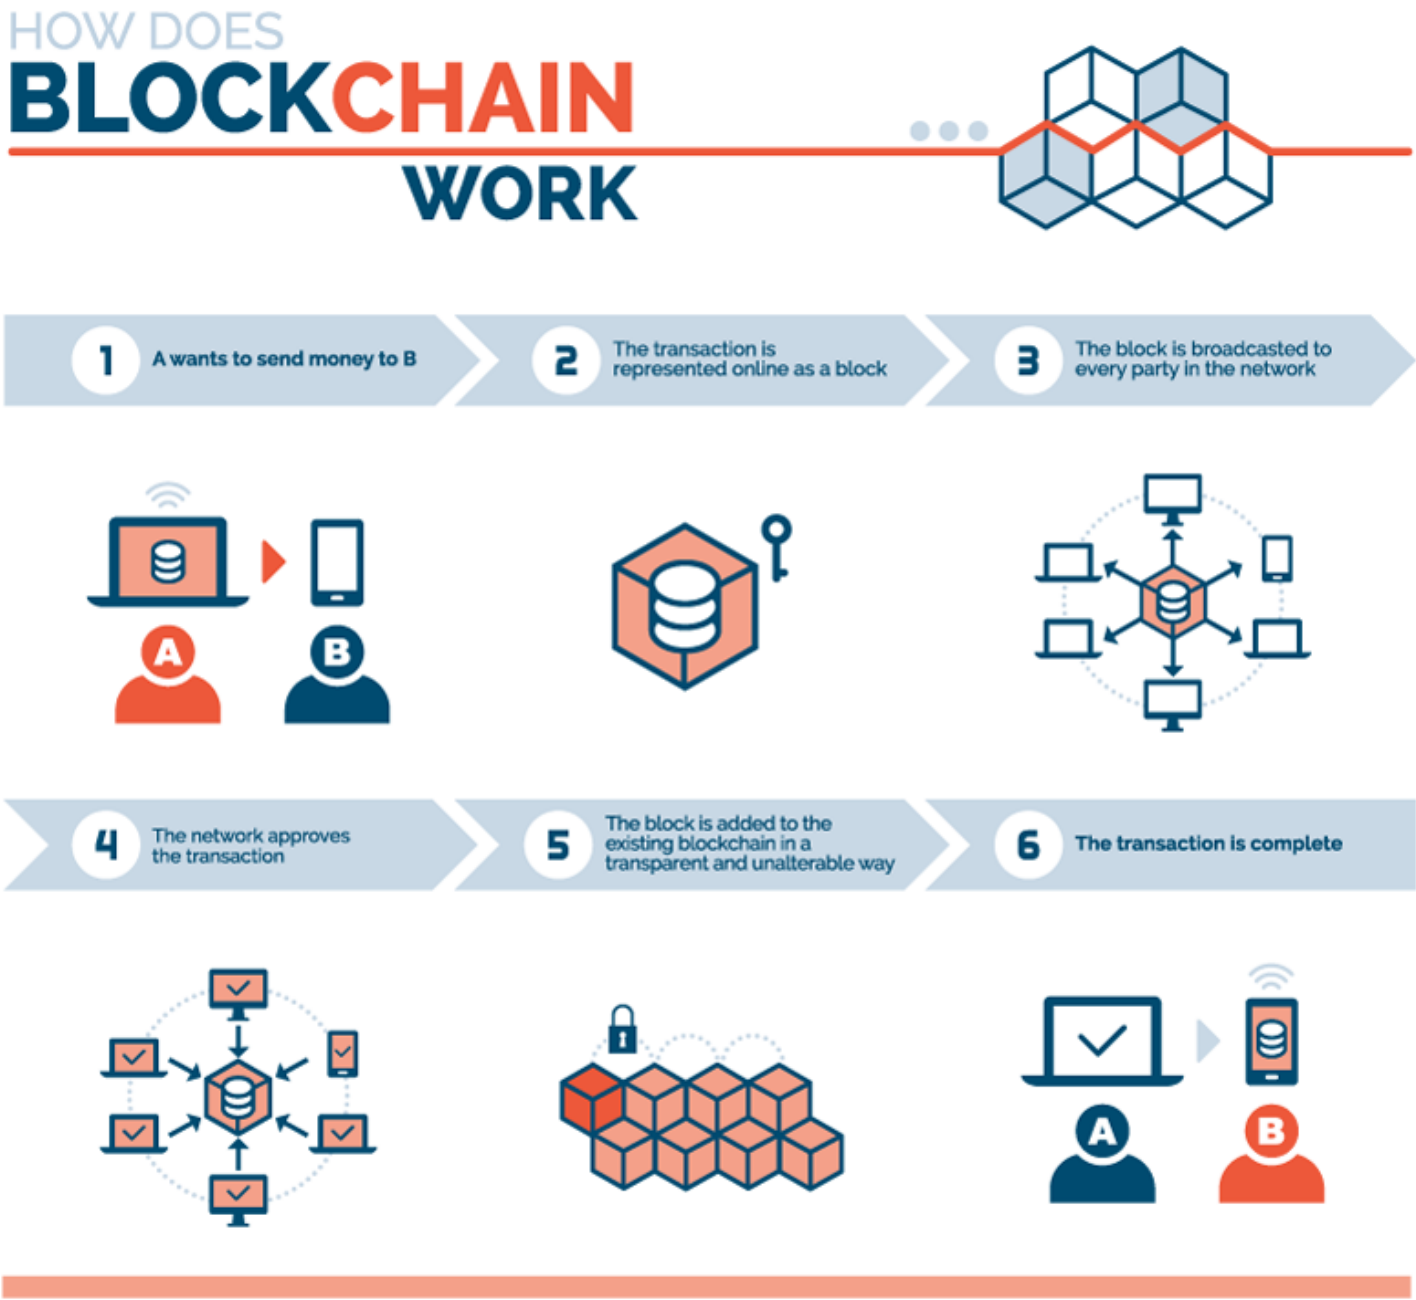 HOW DOES
BLOCKCHAIN
WORK
1
A wants to send money to B
2
The transaction is
represented online as a block
3
The block is broadcasted to
every party in the network
A
B
4
The network approves
the transaction
5
The block is added to the
existing blockchain in a
transparent and unalterable way
6
The transaction is complete
A
B